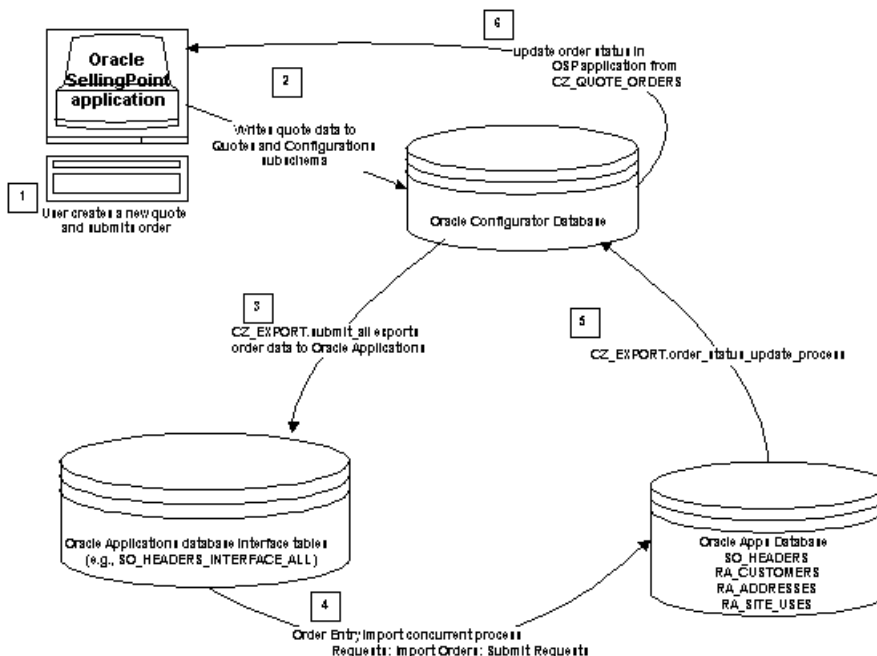 6
update order status in
OSP application from
CZ_QUOTE_ORDERS
Oracle
SellingPoint
application
2
Writes quote data to
Quotes and Configurations
subschema
1
User creates a new quote
and submits order
Oracle Configurator Database
3
CZ_EXPORT.submit_all exports
order data to Oracle Applications
5
CZ_EXPORT.order_status_update_process
Oracle Applications database interface tables
(e.g., SO_HEADERS_INTERFACE_ALL)
Oracle Apps Database
SO_HEADERS
RA_CUSTOMERS
RA_ADDRESSES
RA_SITE_USES
4
Order Entry Import concurrent process
Requests: Import Orders: Submit Requests